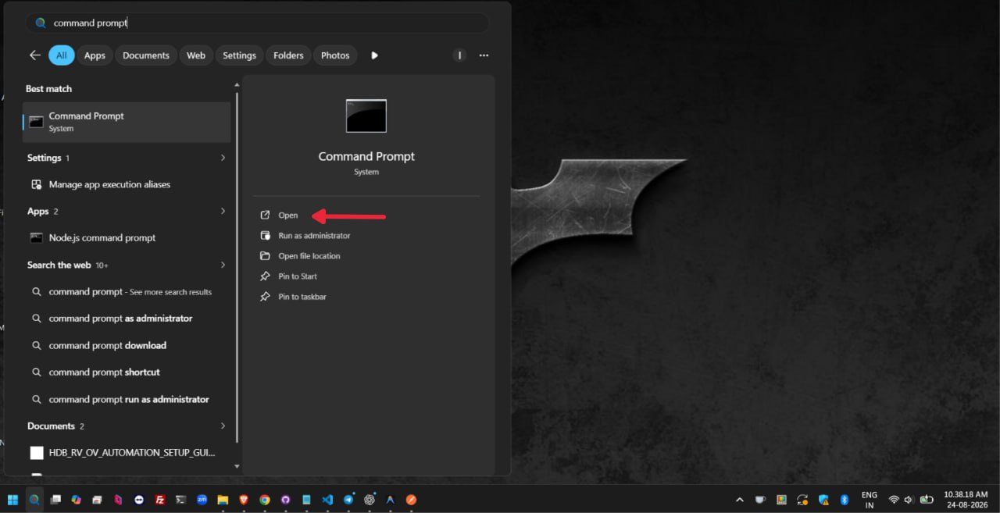 command prompt
All
Apps
Documents
Web
Settings
Folders
Photos
I
Best match
Command Prompt
System
Settings 1
Manage app execution aliases
Apps 2
Node.js command prompt
Search the web 10+
command prompt - See more search results
command prompt as administrator
command prompt download
command prompt shortcut
command prompt run as administrator
Documents 2
HDB_RV_OV_AUTOMATION_SETUP_GUI...
Command Prompt
System
Open
Run as administrator
Open file location
Pin to Start
Pin to taskbar
ENG
IN
10.38.18 AM
24-08-2026